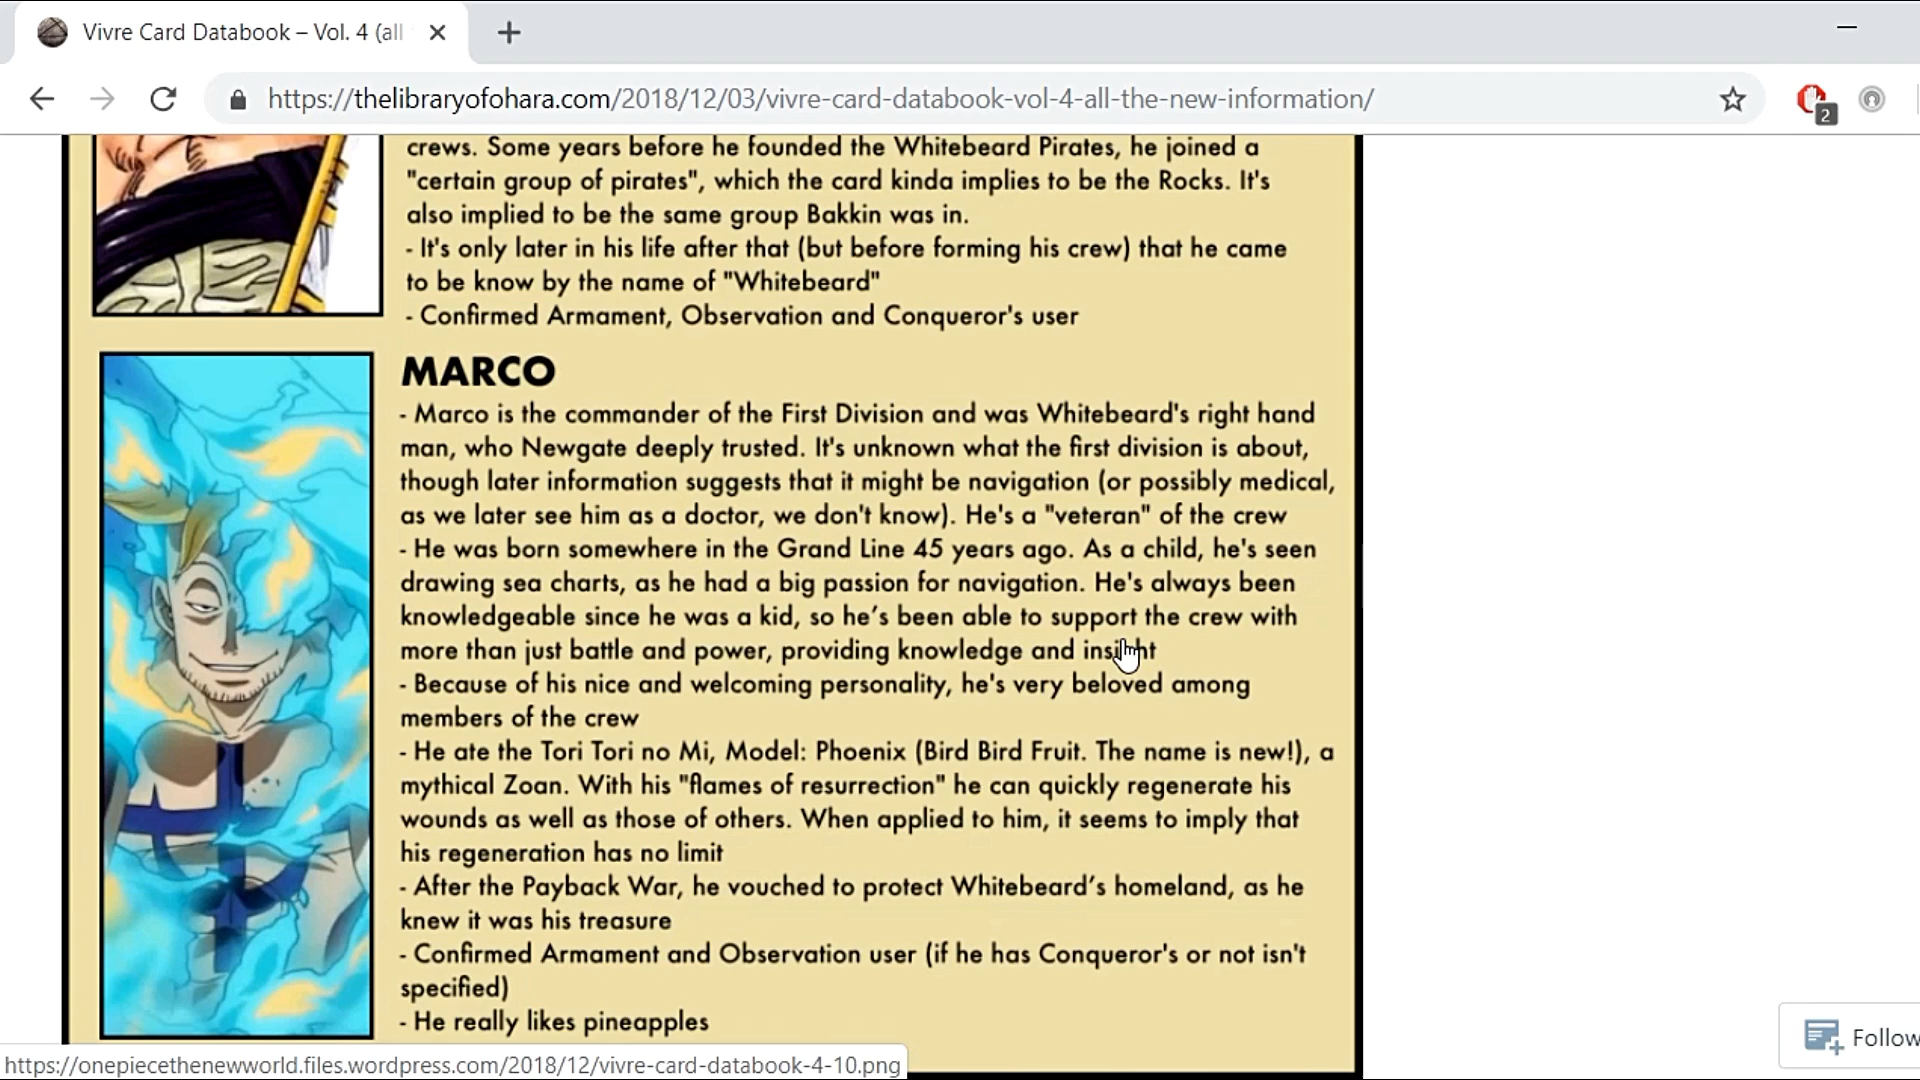 Vivre Card Databook – Vol. 4 (all
https://thelibraryofohara.com/2018/12/03/vivre-card-databook-vol-4-all-the-new-information/
2
crews. Some years before he founded the Whitebeard Pirates, he joined a
"certain group of pirates", which the card kinda implies to be the Rocks. It's
also implied to be the same group Bakkin was in.
- It's only later in his life after that (but before forming his crew) that he came
to be know by the name of "Whitebeard"
- Confirmed Armament, Observation and Conqueror's user
MARCO
- Marco is the commander of the First Division and was Whitebeard's right hand
man, who Newgate deeply trusted. It's unknown what the first division is about,
though later information suggests that it might be navigation (or possibly medical,
as we later see him as a doctor, we don't know). He's a "veteran" of the crew
- He was born somewhere in the Grand Line 45 years ago. As a child, he's seen
drawing sea charts, as he had a big passion for navigation. He's always been
knowledgeable since he was a kid, so he’s been able to support the crew with
more than just battle and power, providing knowledge and insight
- Because of his nice and welcoming personality, he's very beloved among
members of the crew
- He ate the Tori Tori no Mi, Model: Phoenix (Bird Bird Fruit. The name is new!), a
mythical Zoan. With his "flames of resurrection" he can quickly regenerate his
wounds as well as those of others. When applied to him, it seems to imply that
his regeneration has no limit
- After the Payback War, he vouched to protect Whitebeard’s homeland, as he
knew it was his treasure
- Confirmed Armament and Observation user (if he has Conqueror's or not isn't
specified)
- He really likes pineapples
Follow
https://onepiecethenewworld.files.wordpress.com/2018/12/vivre-card-databook-4-10.png